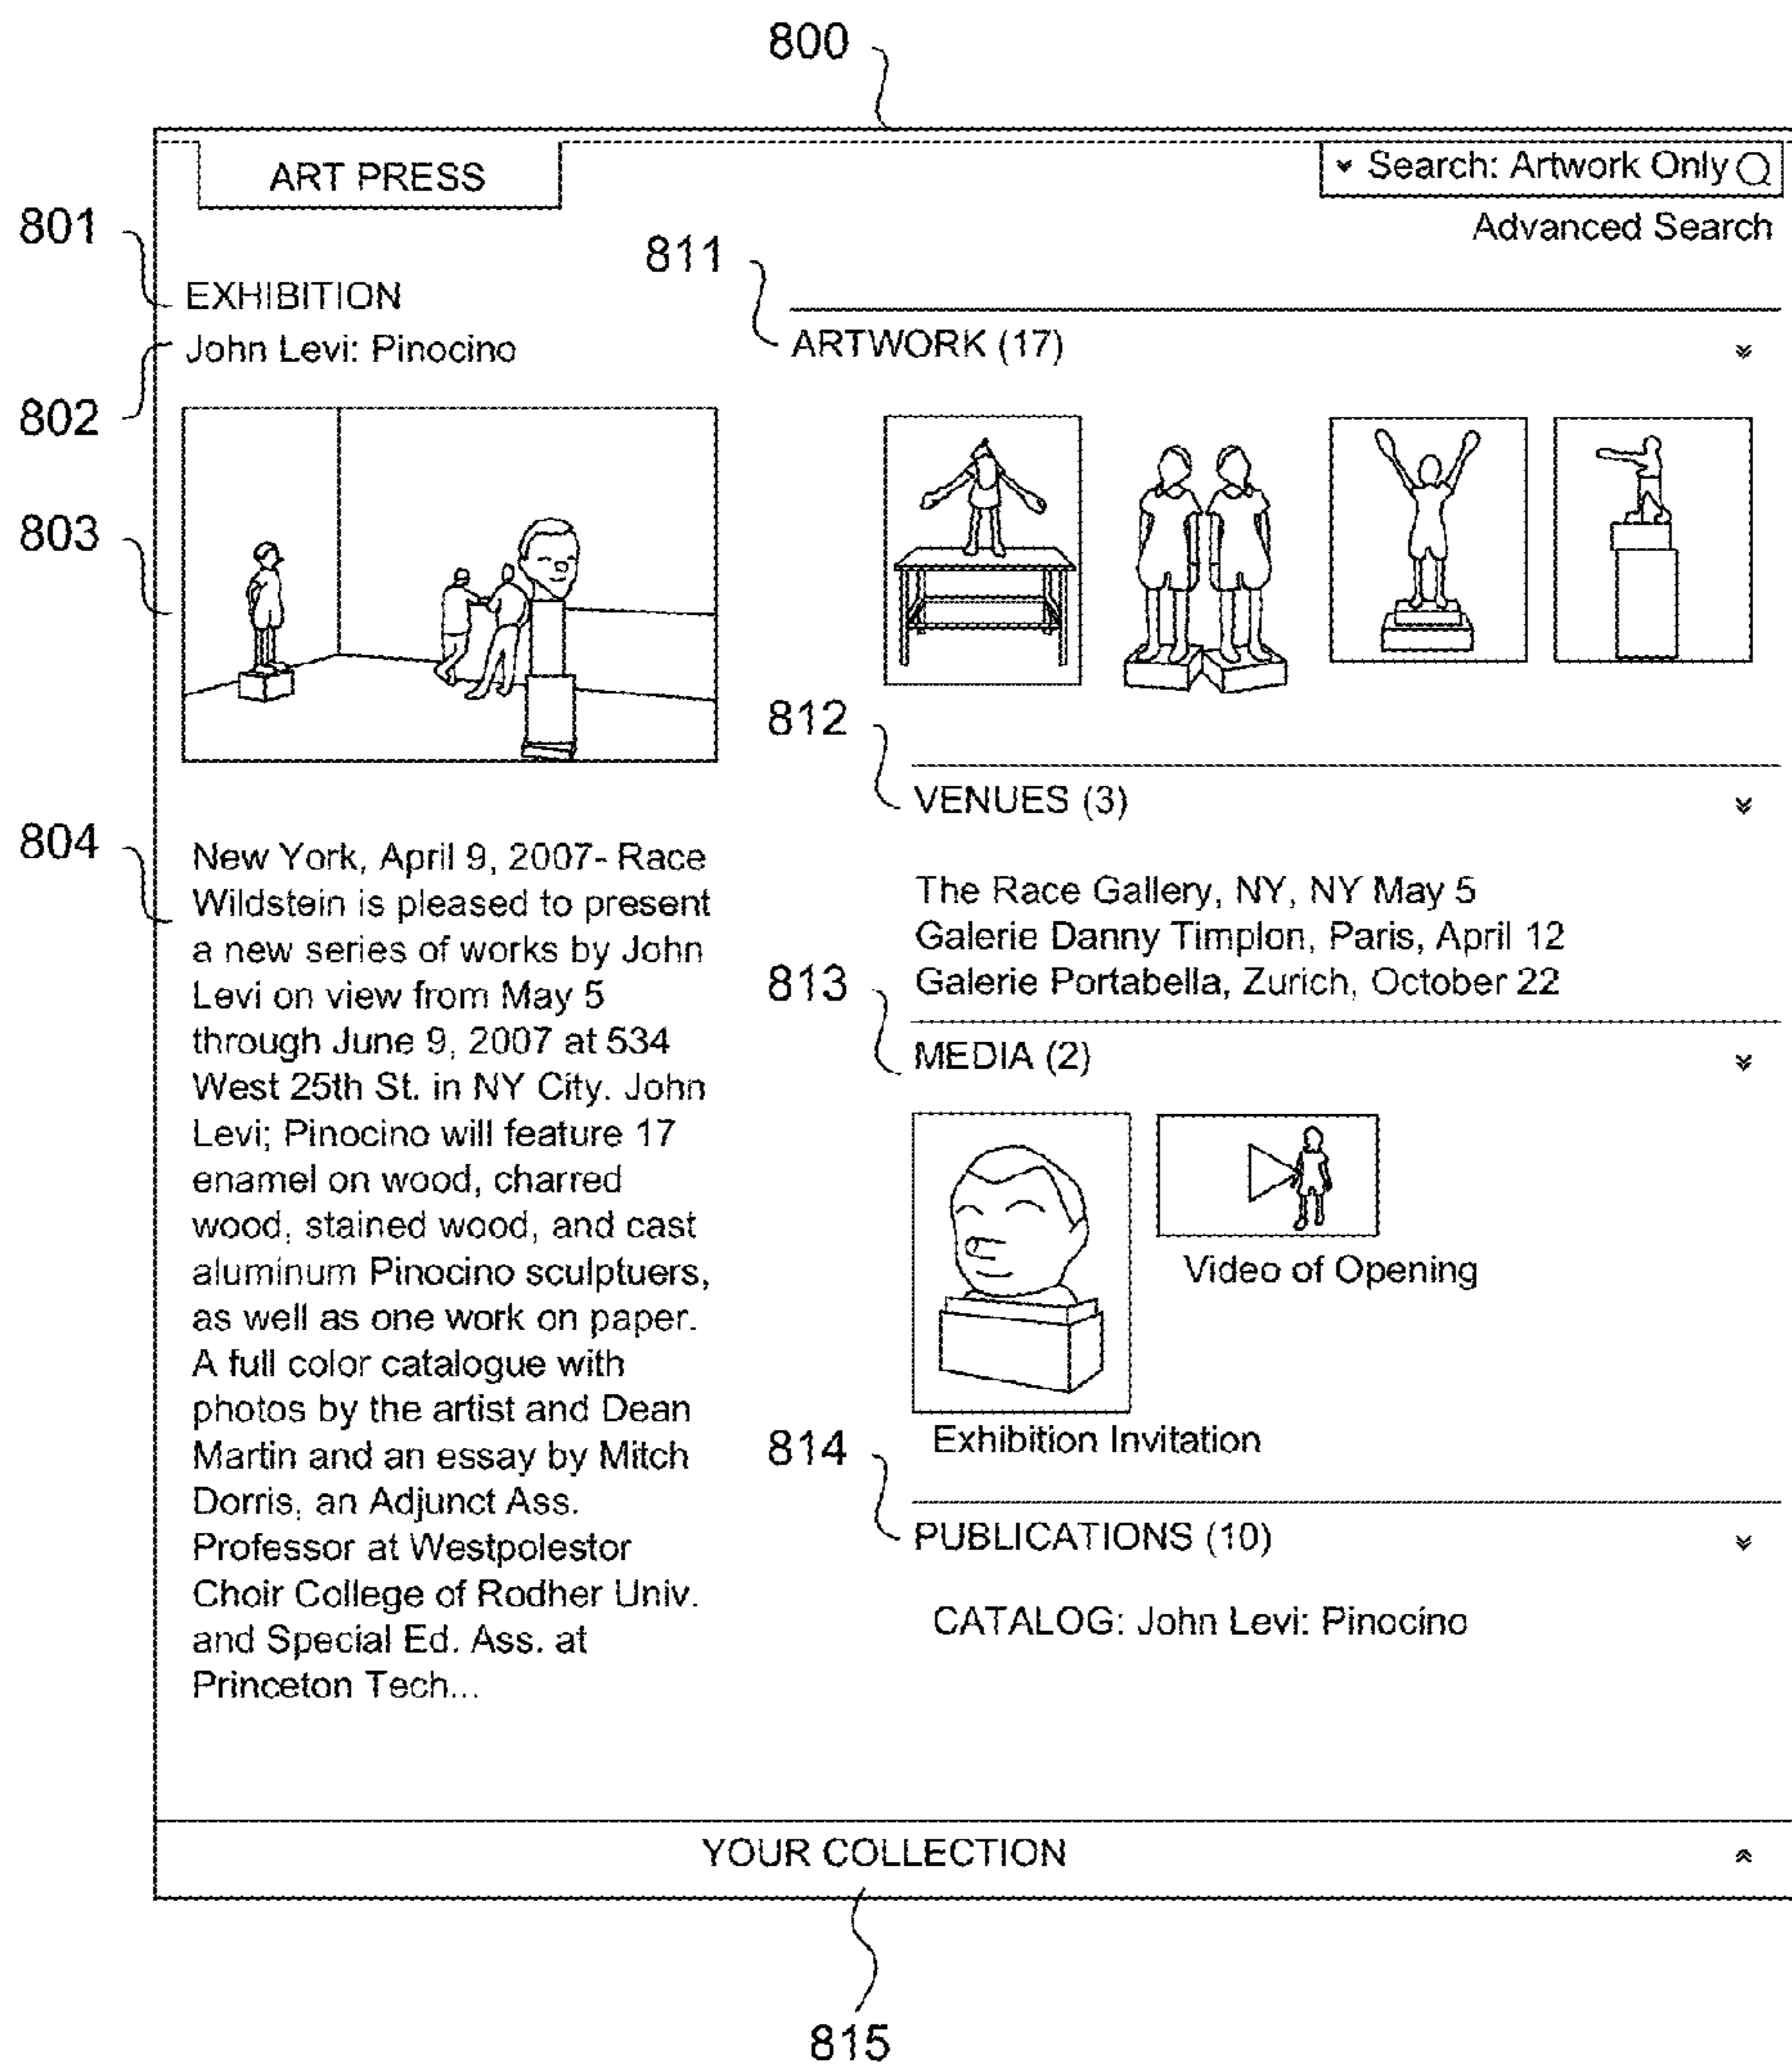 800
ART PRESS
Search: Artwork Only
Advanced Search
801
EXHIBITION
802
John Levi: Pinocino
803
804
New York, April 9, 2007- Race
Wildstein is pleased to present
a new series of works by John
Levi on view from May 5
through June 9, 2007 at 534
West 25th St. in NY City. John
Levi; Pinocino will feature 17
enamel on wood, charred
wood, stained wood, and cast
aluminum Pinocino sculptuers,
as well as one work on paper.
A full color catalogue with
photos by the artist and Dean
Martin and an essay by Mitch
Dorris, an Adjunct Ass.
Professor at Westpolestor
Choir College of Rodher Univ.
and Special Ed. Ass. at
Princeton Tech...
811
ARTWORK (17)
812
VENUES (3)
The Race Gallery, NY, NY May 5
Galerie Danny Timplon, Paris, April 12
Galerie Portabella, Zurich, October 22
813
MEDIA (2)
Video of Opening
Exhibition Invitation
814
PUBLICATIONS (10)
CATALOG: John Levi: Pinocino
YOUR COLLECTION
815